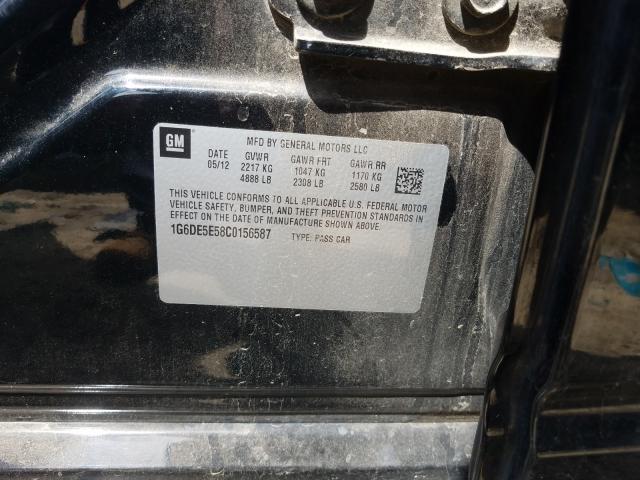 GM
MFD BY GENERAL MOTORS LLC
DATE GVWR GAWR FRT GAWR RR
05/12 2217 KG 1047 KG 1170 KG
4888 LB 2308 LB 2580 LB
THIS VEHICLE CONFORMS TO ALL APPLICABLE U.S. FEDERAL MOTOR
VEHICLE SAFETY, BUMPER, AND THEFT PREVENTION STANDARDS IN
EFFECT ON THE DATE OF MANUFACTURE SHOWN ABOVE.
1G6DE5E58C0156587 TYPE: PASS CAR